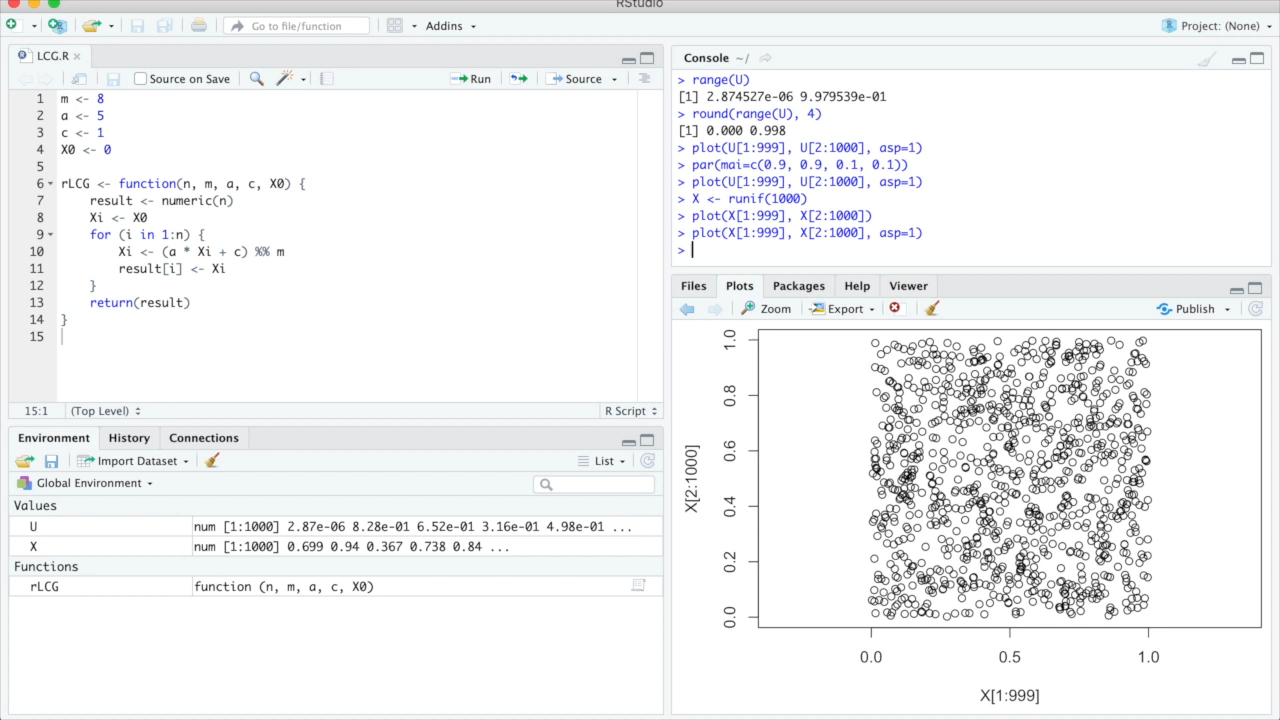 RStudio
Go to file/function
Addins
Project: (None)
LCG.R
Source on Save
Run
Source
1 m <- 8
2 a <- 5
3 c <- 1
4 X0 <- 0
5
6 rLCG <- function(n, m, a, c, X0) {
7 result <- numeric(n)
8 Xi <- X0
9 for (i in 1:n) {
10 Xi <- (a * Xi + c) %% m
11 result[i] <- Xi
12 }
13 return(result)
14 }
15
15:1 (Top Level) R Script
Environment History Connections
Import Dataset List
Global Environment
Values
U num [1:1000] 2.87e-06 8.28e-01 6.52e-01 3.16e-01 4.98e-01 ...
X num [1:1000] 0.699 0.94 0.367 0.738 0.84 ...
Functions
rLCG function (n, m, a, c, X0)
Console ~/
> range(U)
[1] 2.874527e-06 9.979539e-01
> round(range(U), 4)
[1] 0.000 0.998
> plot(U[1:999], U[2:1000], asp=1)
> par(mai=c(0.9, 0.9, 0.1, 0.1))
> plot(U[1:999], U[2:1000], asp=1)
> X <- runif(1000)
> plot(X[1:999], X[2:1000])
> plot(X[1:999], X[2:1000], asp=1)
>
Files Plots Packages Help Viewer
Zoom Export Publish
1.0
0.8
0.6
0.4
0.2
0.0
X[2:1000]
0.0 0.5 1.0
X[1:999]